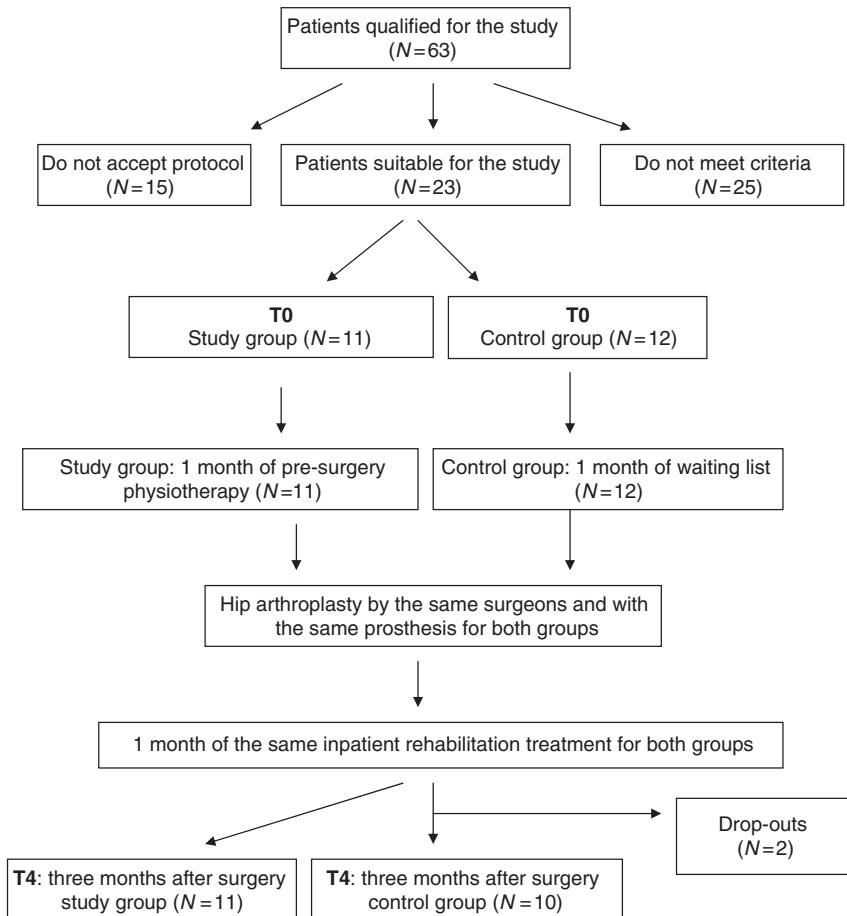 Patients qualified for the study
(N=63)
Do not accept protocol
(N=15)
Patients suitable for the study
(N=23)
Do not meet criteria
(N=25)
T0
Study group (N=11)
T0
Control group (N=12)
Study group: 1 month of pre-surgery
physiotherapy (N=11)
Control group: 1 month of waiting list
(N=12)
Hip arthroplasty by the same surgeons and with
the same prosthesis for both groups
1 month of the same inpatient rehabilitation treatment for both groups
Drop-outs
(N=2)
T4: three months after surgery
study group (N=11)
T4: three months after surgery
control group (N=10)